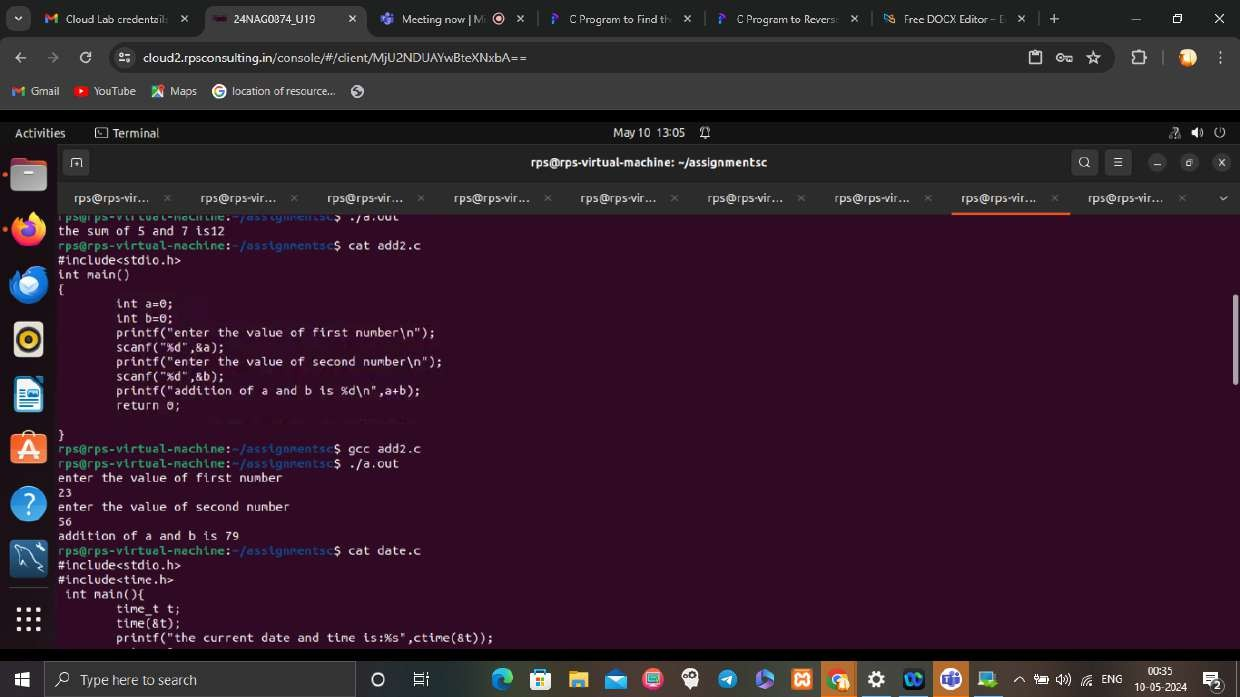 Cloud Lab credentials
24NAG0874_U19
Meeting now | Mi
C Program to Find the
C Program to Revers
Free DOCX Editor – E
cloud2.rpsconsulting.in/console/#/client/MjU2NDUAYwBteXNxbA==
Gmail
YouTube
Maps
location of resource...
Activities
Terminal
May 10 13:05
rps@rps-virtual-machine: ~/assignmentsc
rps@rps-vir...
rps@rps-vir...
rps@rps-vir...
rps@rps-vir...
rps@rps-vir...
rps@rps-vir...
rps@rps-vir...
rps@rps-vir...
rps@rps-vir...
rps@rps-virtual-machine:~/assignmentsc$ ./a.out
the sum of 5 and 7 is12
rps@rps-virtual-machine:~/assignmentsc$ cat add2.c
#include<stdio.h>
int main()
{
int a=0;
int b=0;
printf("enter the value of first number\n");
scanf("%d",&a);
printf("enter the value of second number\n");
scanf("%d",&b);
printf("addition of a and b is %d\n",a+b);
return 0;
}
rps@rps-virtual-machine:~/assignmentsc$ gcc add2.c
rps@rps-virtual-machine:~/assignmentsc$ ./a.out
enter the value of first number
23
enter the value of second number
56
addition of a and b is 79
rps@rps-virtual-machine:~/assignmentsc$ cat date.c
#include<stdio.h>
#include<time.h>
int main(){
time_t t;
time(&t);
printf("the current date and time is:%s",ctime(&t));
Type here to search
ENG
00:35
10-05-2024
2